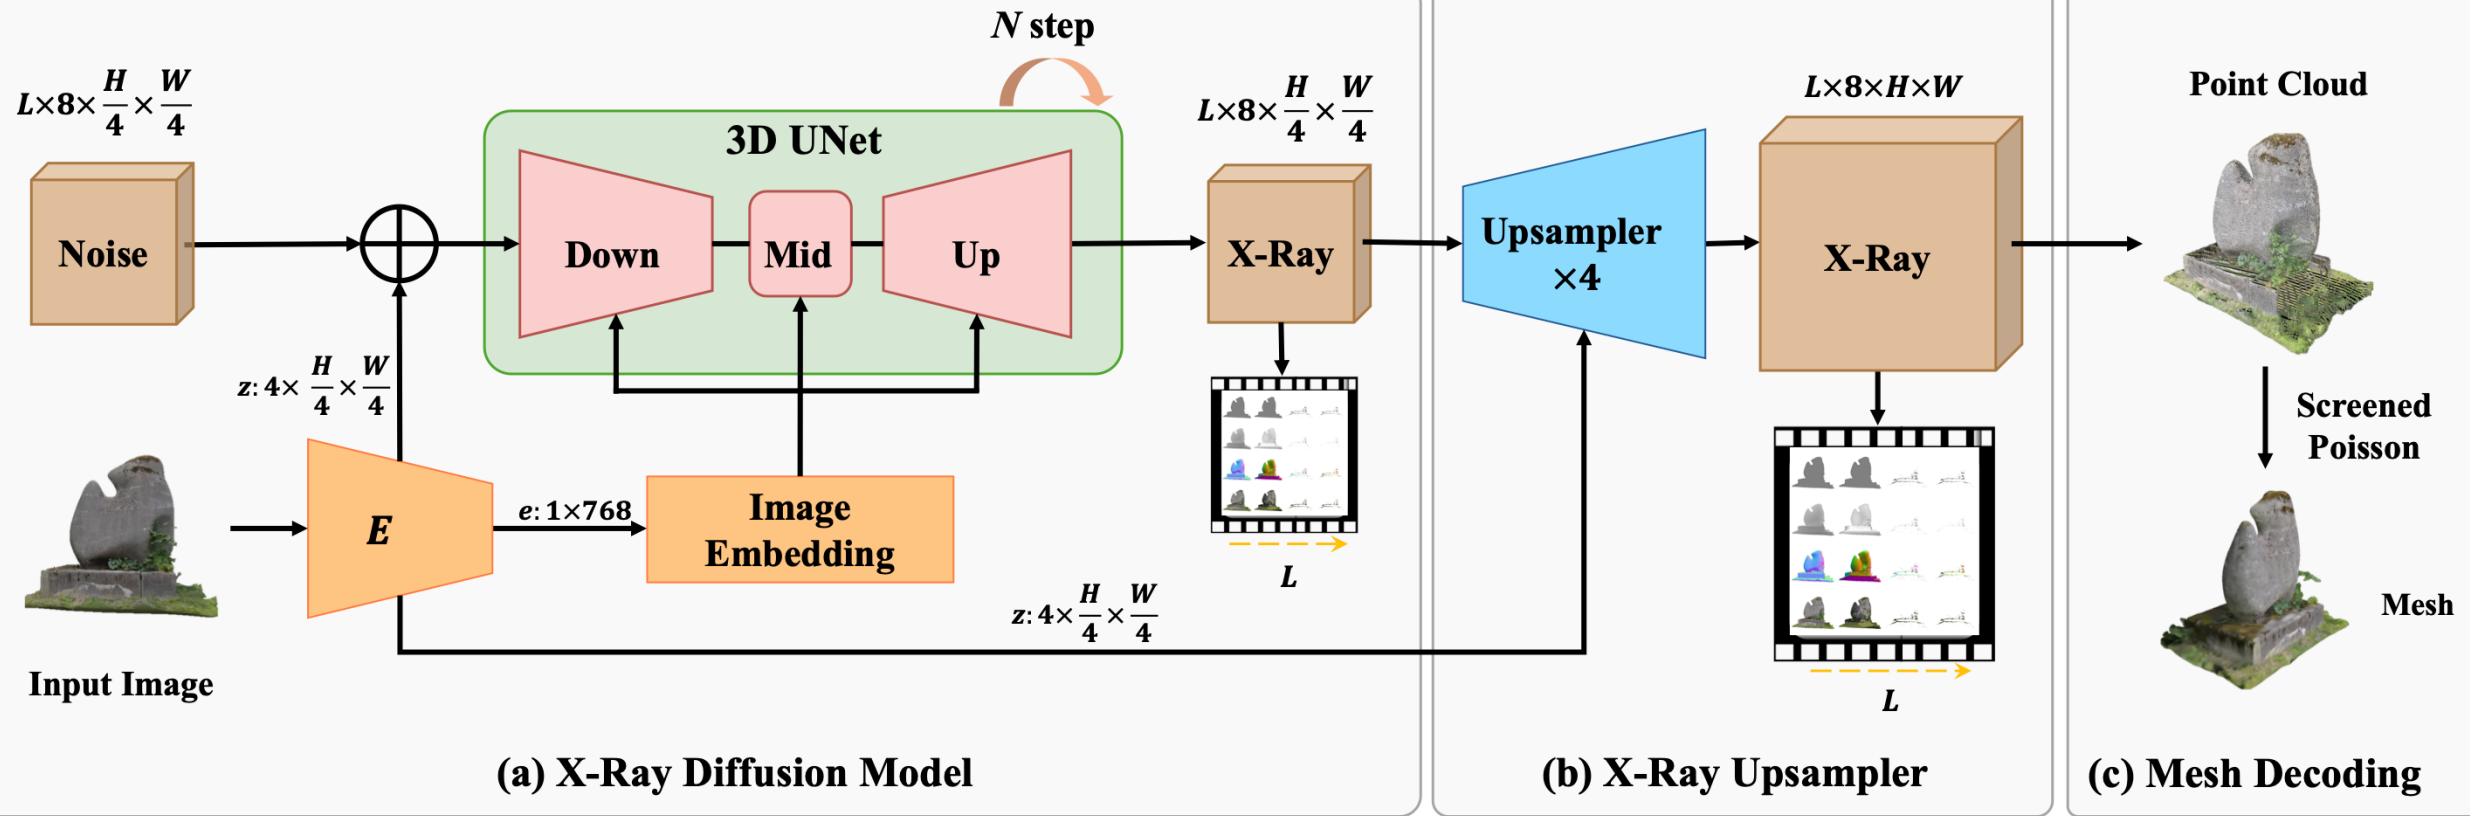 N step
L×8×H/4×W/4
Noise
3D UNet
Down
Mid
Up
L×8×H/4×W/4
X-Ray
z: 4×H/4×W/4
E
e: 1×768
Image
Embedding
Input Image
z: 4×H/4×W/4
L
(a) X-Ray Diffusion Model
Upsampler
×4
L×8×H×W
X-Ray
L
(b) X-Ray Upsampler
Point Cloud
Screened
Poisson
Mesh
(c) Mesh Decoding